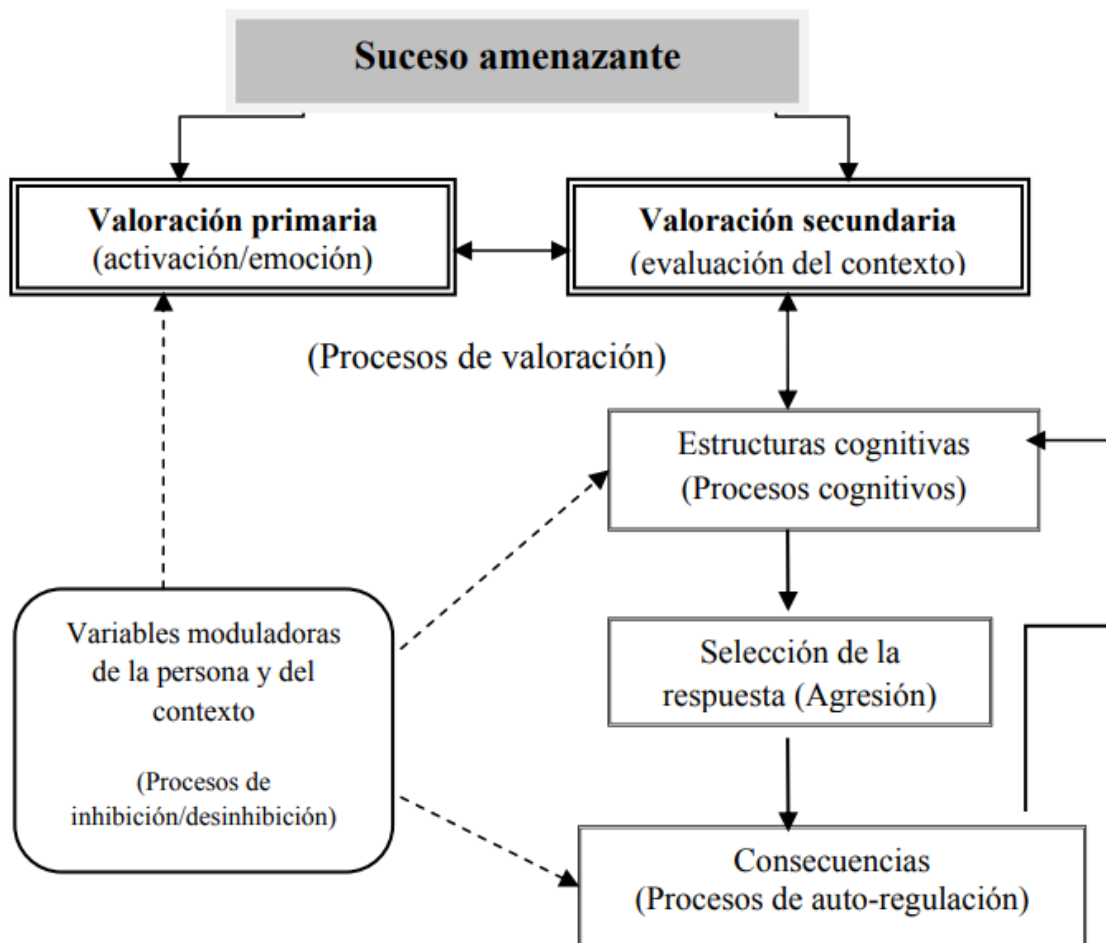 Suceso amenazante
Valoración primaria
(activación/emoción)
Valoración secundaria
(evaluación del contexto)
(Procesos de valoración)
Estructuras cognitivas
(Procesos cognitivos)
Variables moduladoras
de la persona y del
contexto
(Procesos de
inhibición/desinhibición)
Selección de la
respuesta (Agresión)
Consecuencias
(Procesos de auto-regulación)